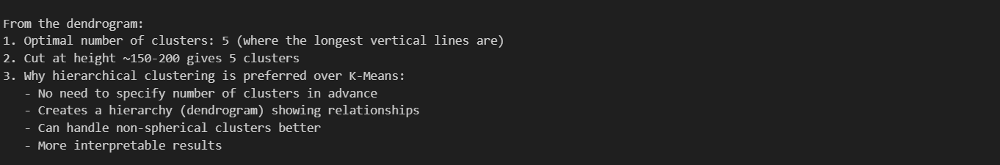 From the dendrogram:
1. Optimal number of clusters: 5 (where the longest vertical lines are)
2. Cut at height ~150-200 gives 5 clusters
3. Why hierarchical clustering is preferred over K-Means:
   - No need to specify number of clusters in advance
   - Creates a hierarchy (dendrogram) showing relationships
   - Can handle non-spherical clusters better
   - More interpretable results